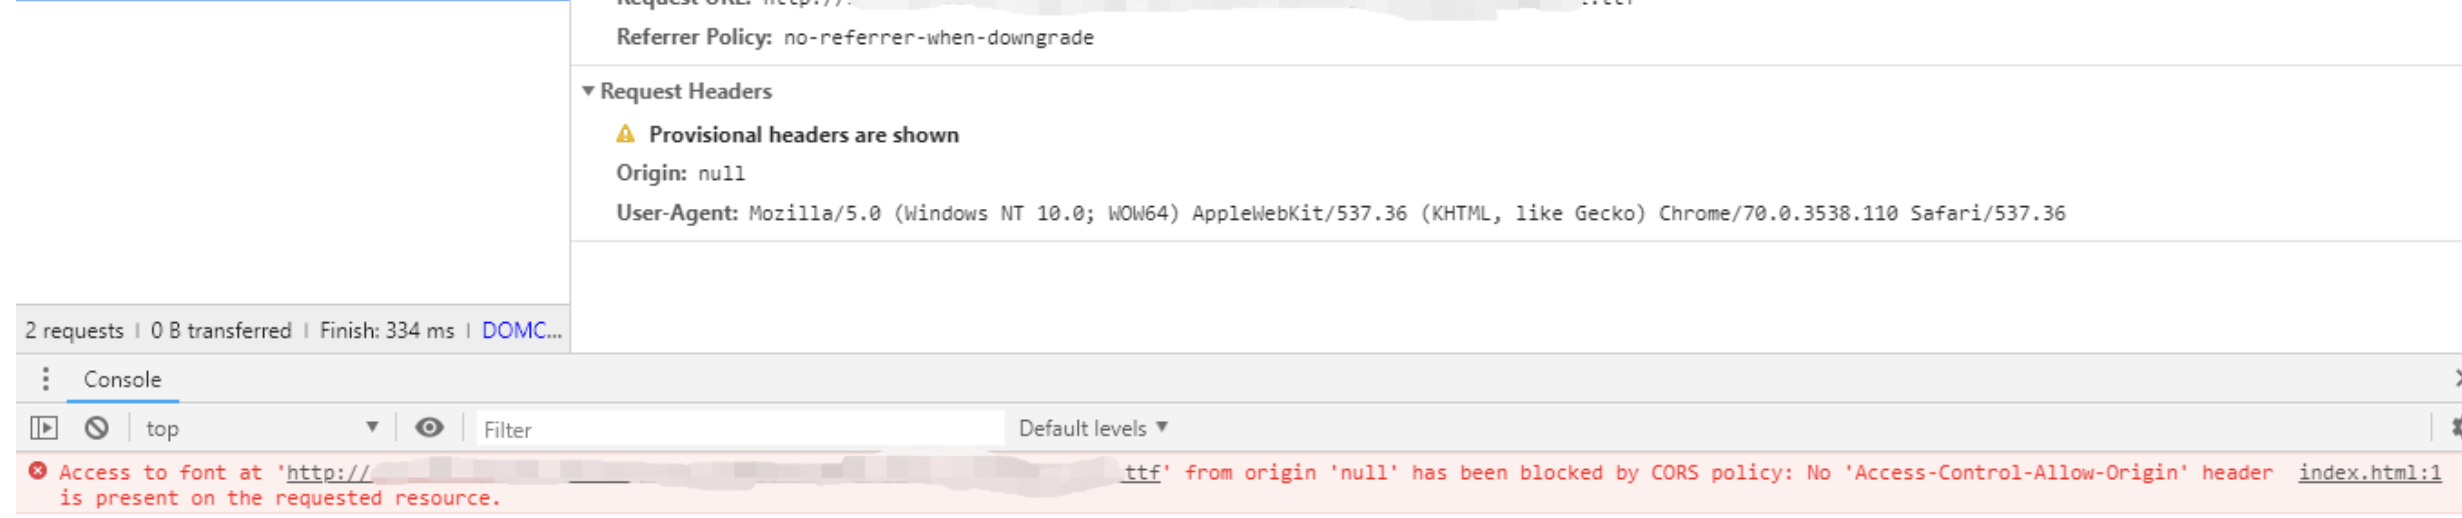 Request URL: http://
.ttf
Referrer Policy: no-referrer-when-downgrade
Request Headers
Provisional headers are shown
Origin: null
User-Agent: Mozilla/5.0 (Windows NT 10.0; WOW64) AppleWebKit/537.36 (KHTML, like Gecko) Chrome/70.0.3538.110 Safari/537.36
2 requests | 0 B transferred | Finish: 334 ms | DOMC...
Console
top
Filter
Default levels
Access to font at 'http:// ttf' from origin 'null' has been blocked by CORS policy: No 'Access-Control-Allow-Origin' header index.html:1
is present on the requested resource.